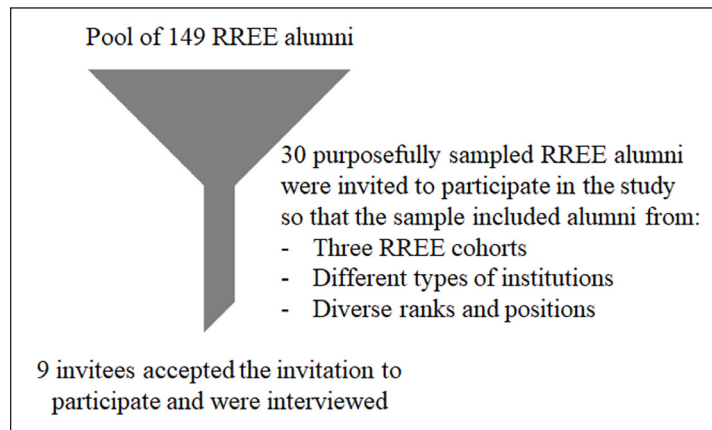 Pool of 149 RREE alumni
30 purposefully sampled RREE alumni
were invited to participate in the study
so that the sample included alumni from:
- Three RREE cohorts
- Different types of institutions
- Diverse ranks and positions
9 invitees accepted the invitation to
participate and were interviewed